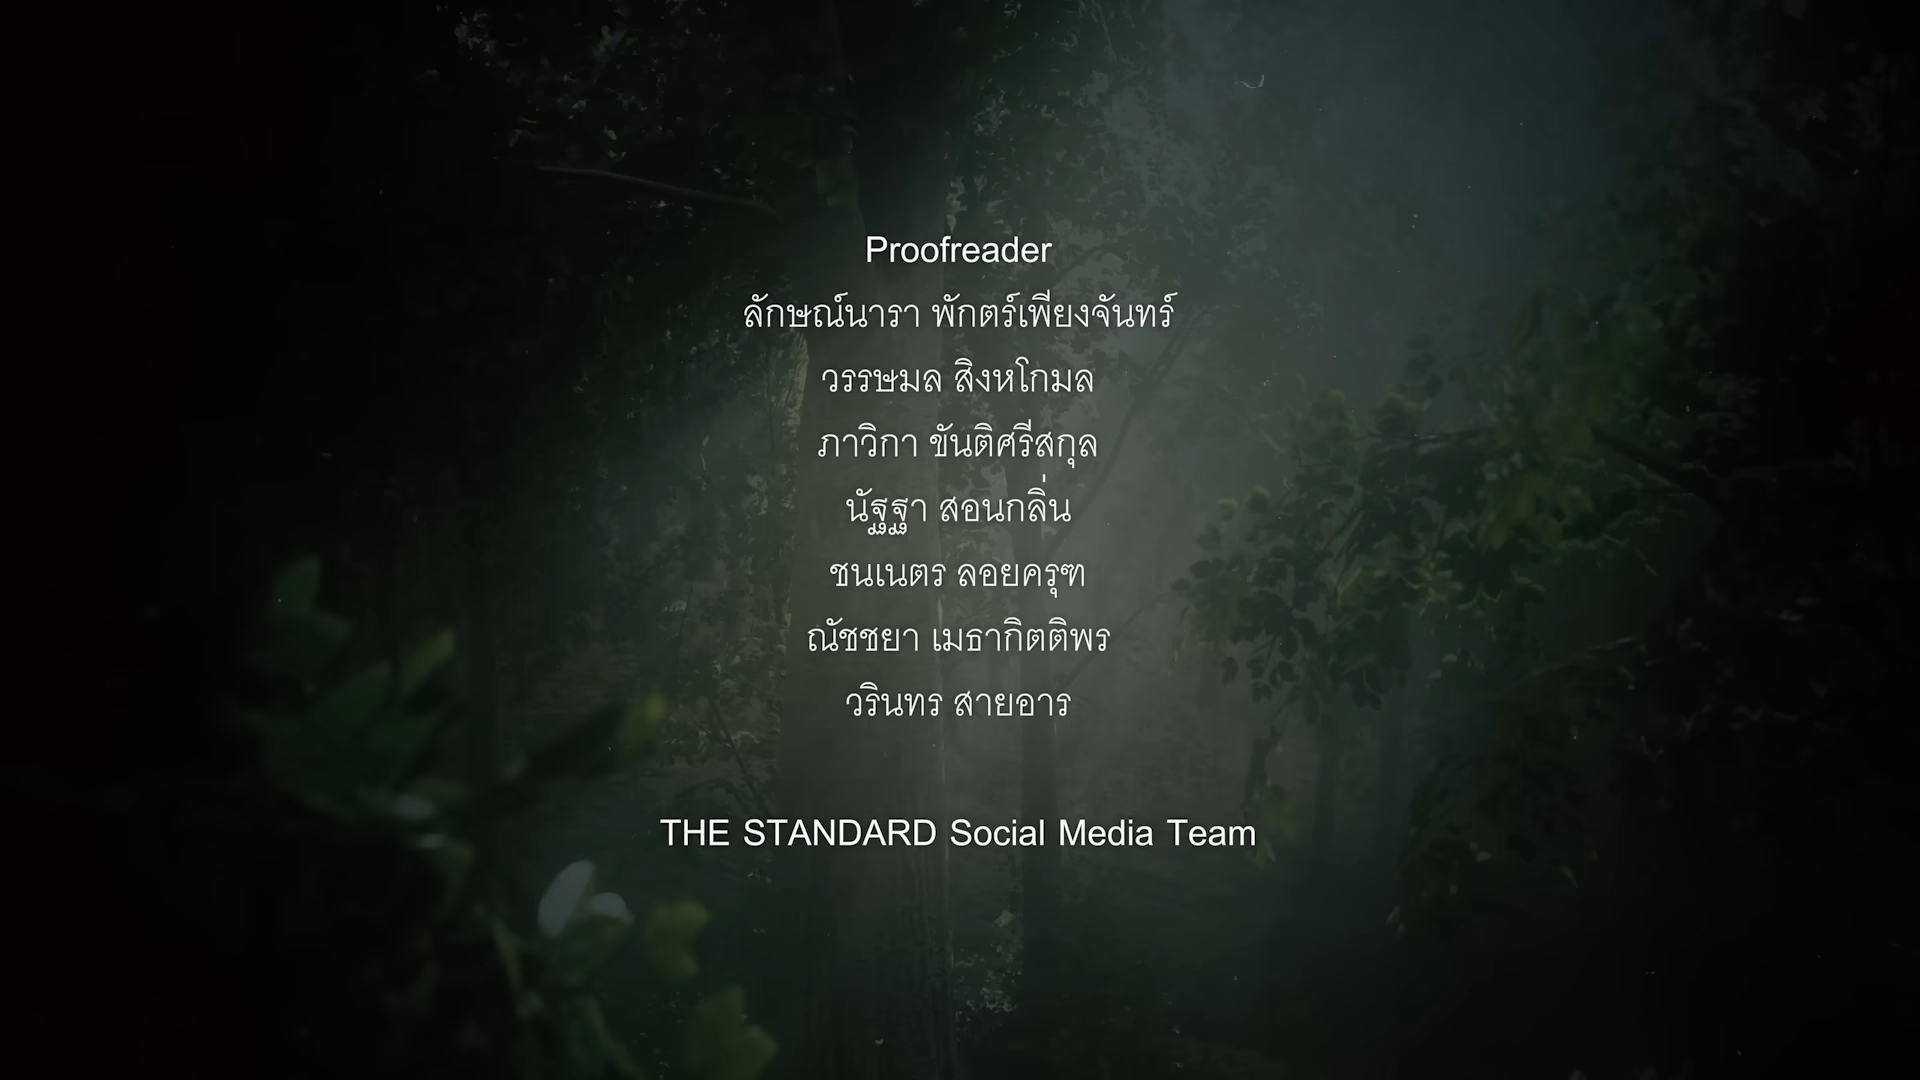 Proofreader
ลักษณ์นารา พักตร์เพียงจันทร์
วรรษมล สิงหโกมล
ภาวิกา ขันติศรีสกุล
นัฐฐา สอนกลิ่น
ชนเนตร ลอยครุฑ
ณัชชยา เมธากิตติพร
วรินทร สายอาร
THE STANDARD Social Media Team